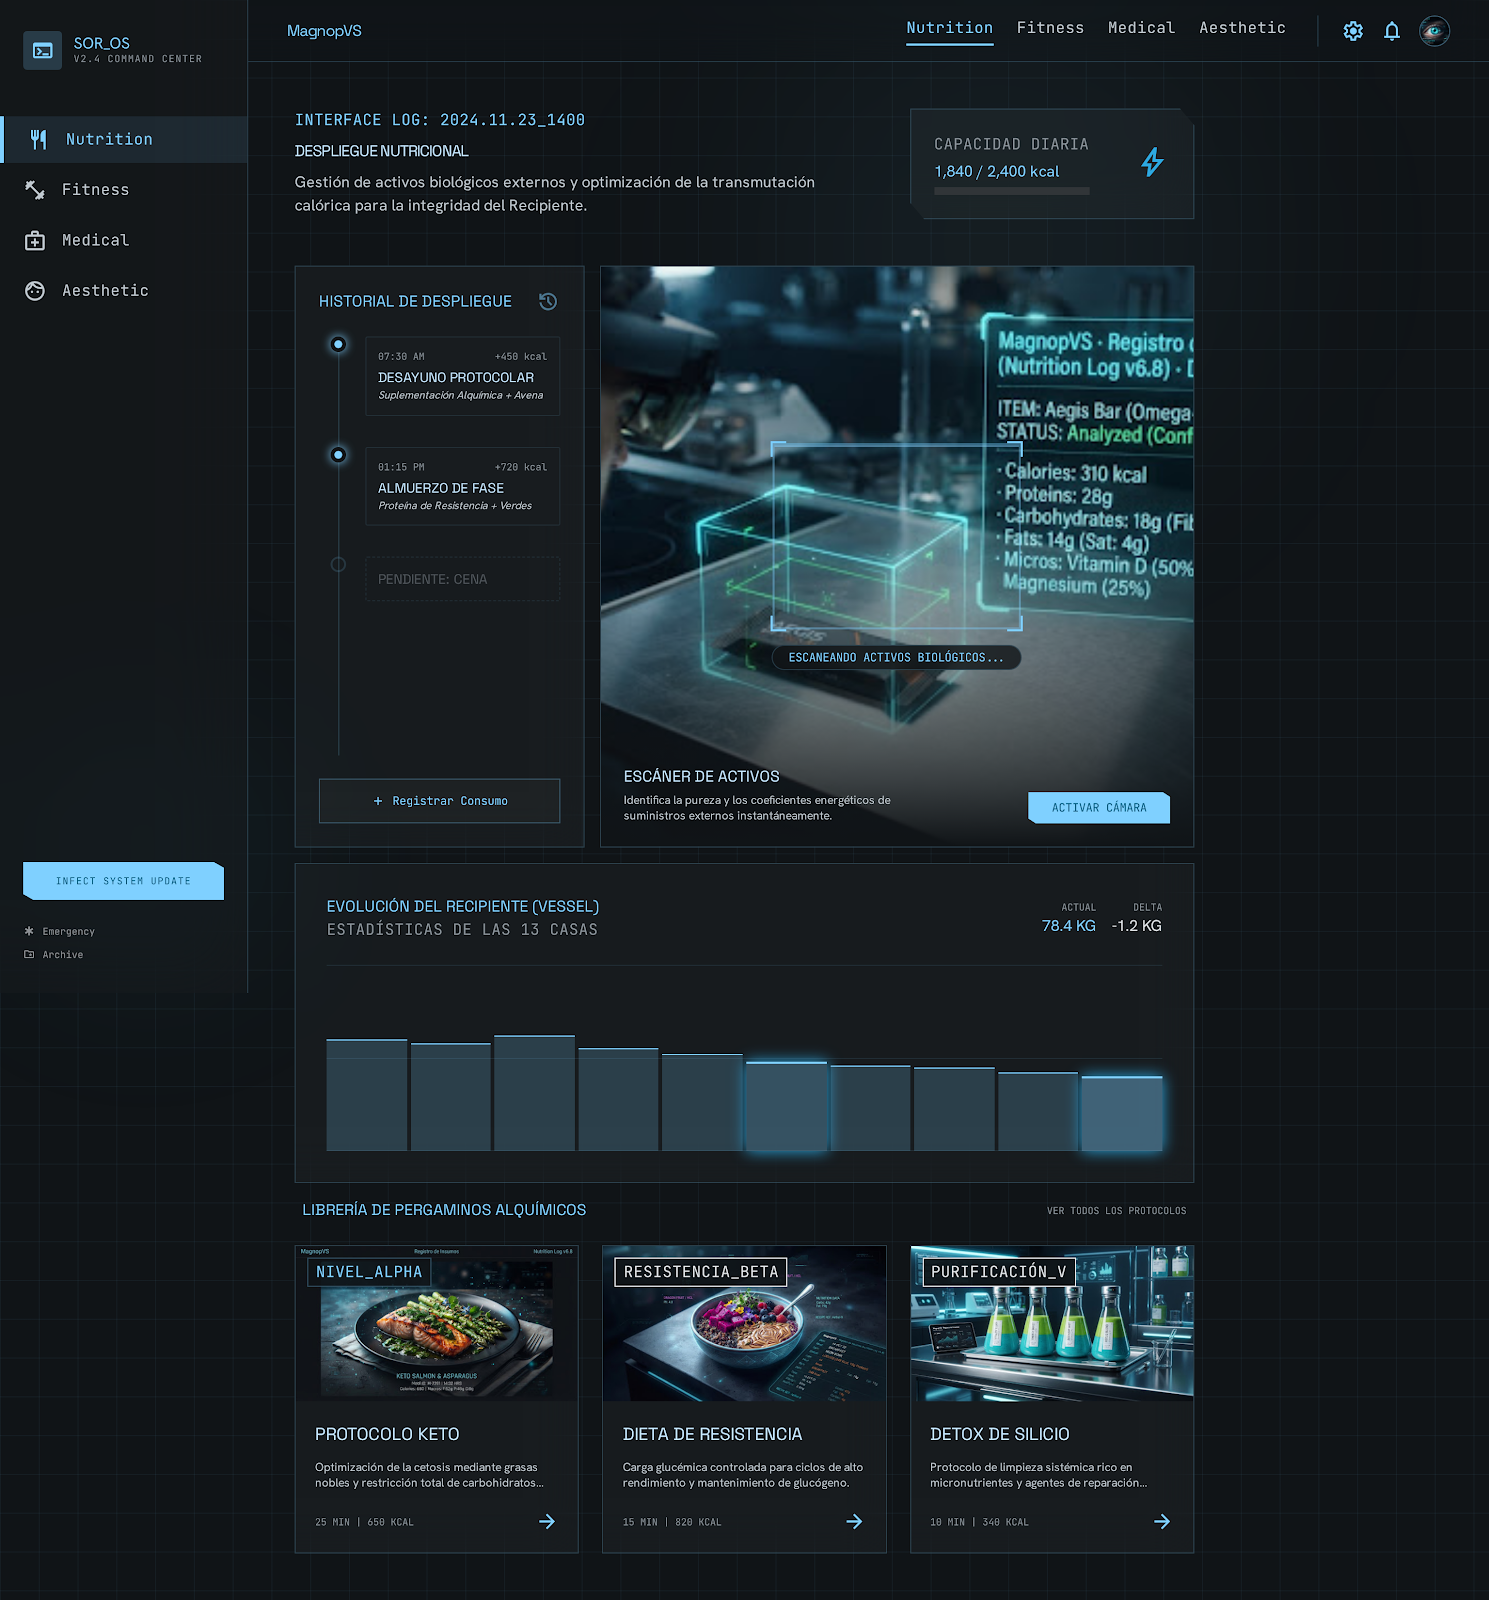 SOR_OS
V2.4 COMMAND CENTER
Nutrition
Fitness
Medical
Aesthetic
INFECT SYSTEM UPDATE
Emergency
Archive
MagnopVS
Nutrition
Fitness
Medical
Aesthetic
INTERFACE LOG: 2024.11.23_1400
DESPLIEGUE NUTRICIONAL
Gestión de activos biológicos externos y optimización de la transmutación
calórica para la integridad del Recipiente.
CAPACIDAD DIARIA
1,840 / 2,400 kcal
HISTORIAL DE DESPLIEGUE
07:30 AM +450 kcal
DESAYUNO PROTOCOLAR
Suplementación Alquímica + Avena
01:15 PM +720 kcal
ALMUERZO DE FASE
Proteína de Resistencia + Verdes
PENDIENTE: CENA
+ Registrar Consumo
MagnopVS · Registro
(Nutrition Log v6.8) ·
ITEM: Aegis Bar (Omega-
STATUS: Analyzed (Conf
· Calories: 310 kcal
· Proteins: 28g
· Carbohydrates: 18g (Fib
· Fats: 14g (Sat: 4g)
· Micros: Vitamin D (50%
Magnesium (25%)
AEGIS
ESCANEANDO ACTIVOS BIOLÓGICOS...
ESCÁNER DE ACTIVOS
Identifica la pureza y los coeficientes energéticos de
suministros externos instantáneamente.
ACTIVAR CÁMARA
EVOLUCIÓN DEL RECIPIENTE (VESSEL)
ESTADÍSTICAS DE LAS 13 CASAS
ACTUAL
78.4 KG
DELTA
-1.2 KG
LIBRERÍA DE PERGAMINOS ALQUÍMICOS
VER TODOS LOS PROTOCOLOS
MagnopVS Registro de Insumos Nutrition Log v6.8
NIVEL_ALPHA
KETO SALMON & ASPARAGUS
PROTOCOLO KETO
Optimización de la cetosis mediante grasas
nobles y restricción total de carbohidratos...
25 MIN | 650 KCAL
RESISTENCIA_BETA
DIETA DE RESISTENCIA
Carga glucémica controlada para ciclos de alto
rendimiento y mantenimiento de glucógeno.
15 MIN | 820 KCAL
PURIFICACIÓN_V
DETOX DE SILICIO
Protocolo de limpieza sistémica rico en
micronutrientes y agentes de reparación...
10 MIN | 340 KCAL